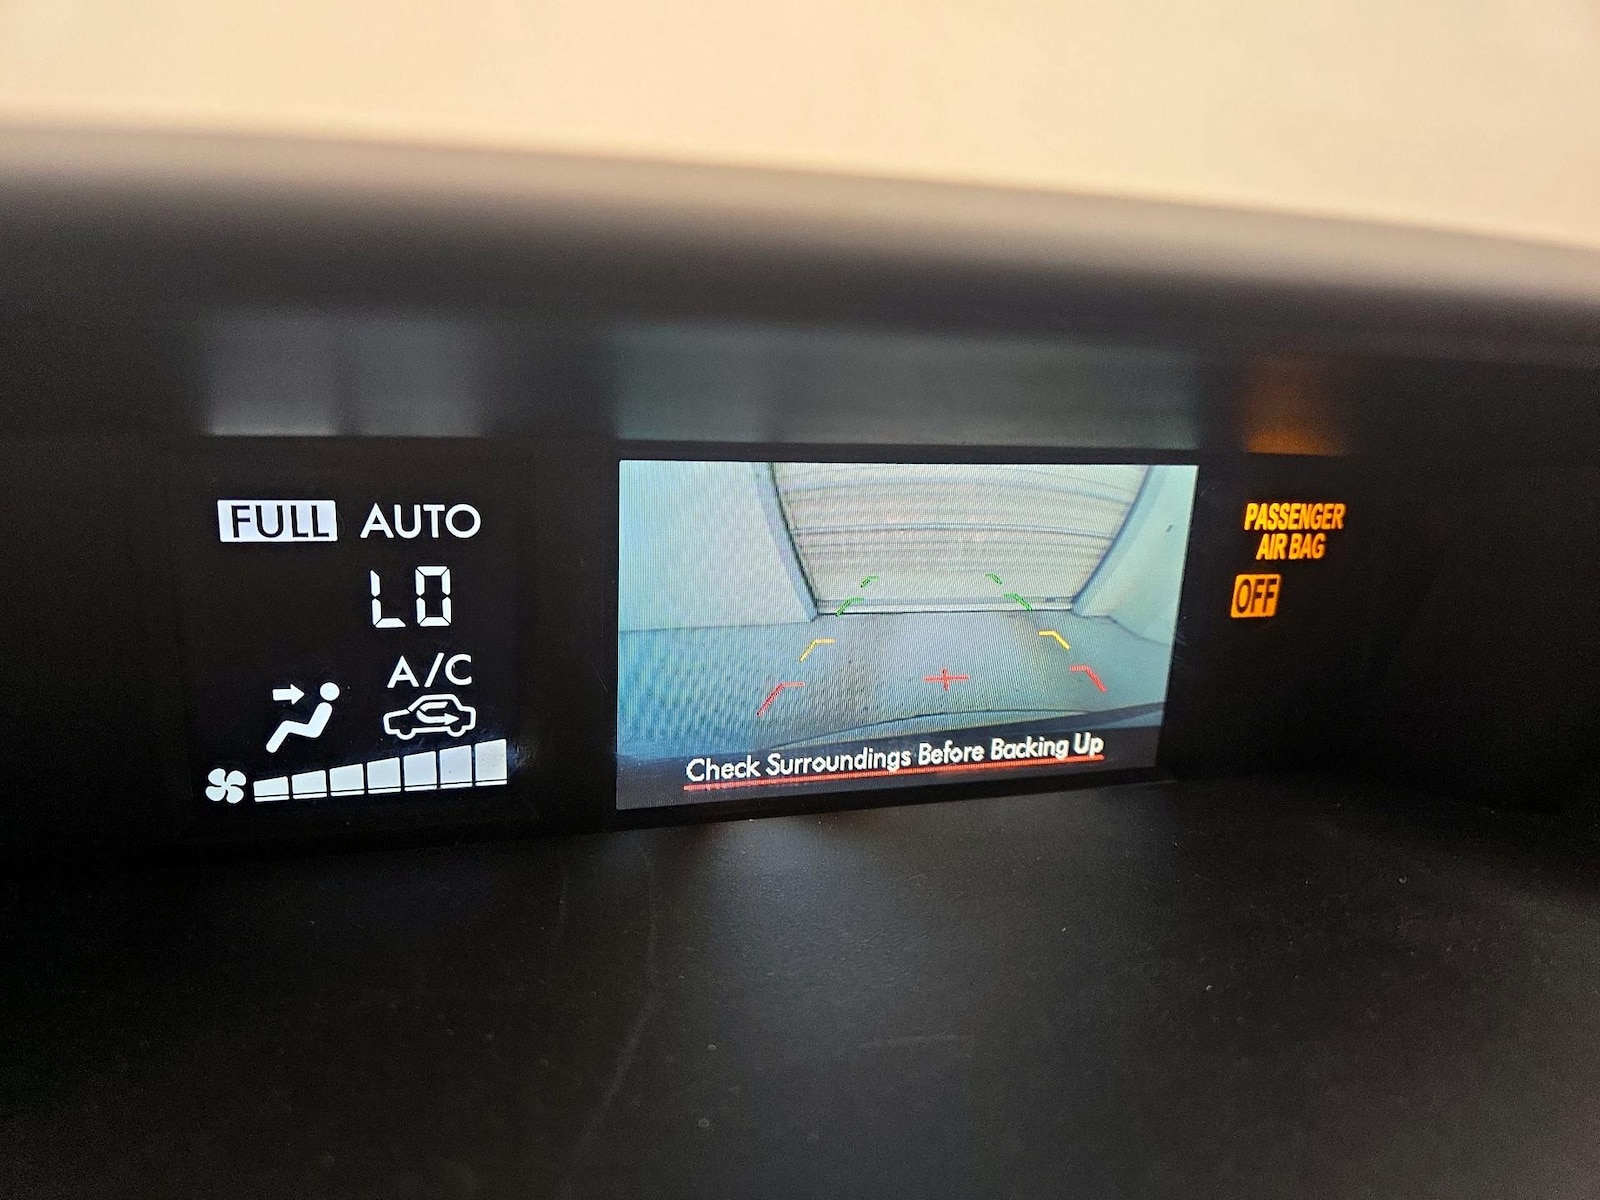 FULL AUTO
LO
A/C
Check Surroundings Before Backing Up
PASSENGER
AIR BAG
OFF